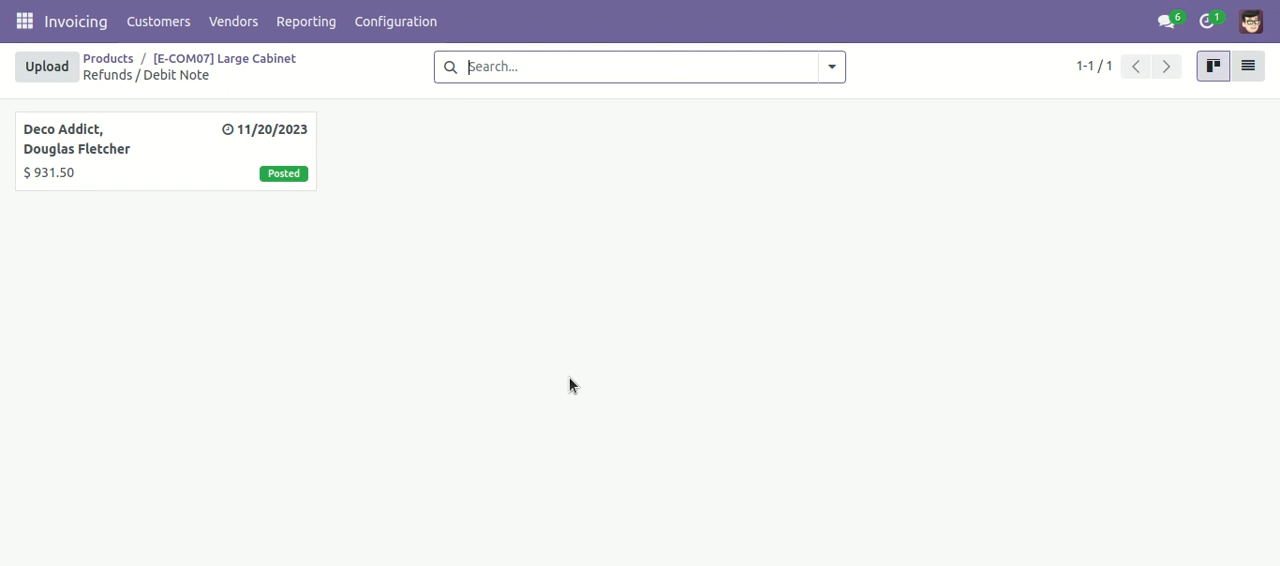 Invoicing Customers Vendors Reporting Configuration 6 1
Upload Products / [E-COM07] Large Cabinet
Refunds / Debit Note
Search...
1-1 / 1
Deco Addict, 11/20/2023
Douglas Fletcher
$ 931.50 Posted